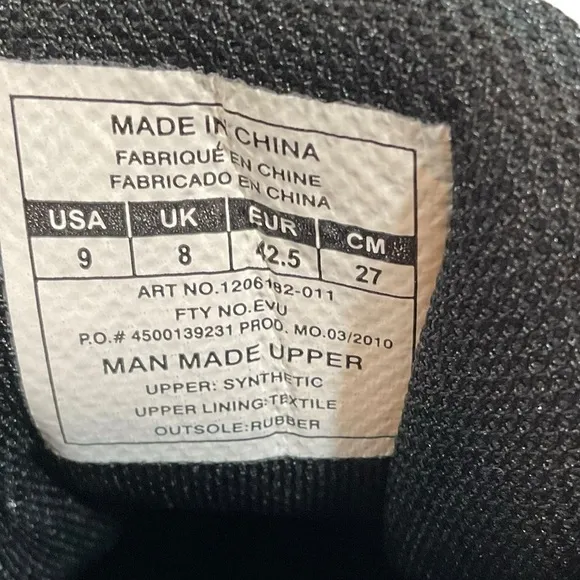 MADE IN CHINA
FABRIQUÉ EN CHINE
FABRICADO EN CHINA
USA UK EUR CM
9 8 42.5 27
ART NO.1206182-011
FTY NO.EVU
P.O.# 4500139231 PROD. MO.03/2010
MAN MADE UPPER
UPPER: SYNTHETIC
UPPER LINING:TEXTILE
OUTSOLE:RUBBER